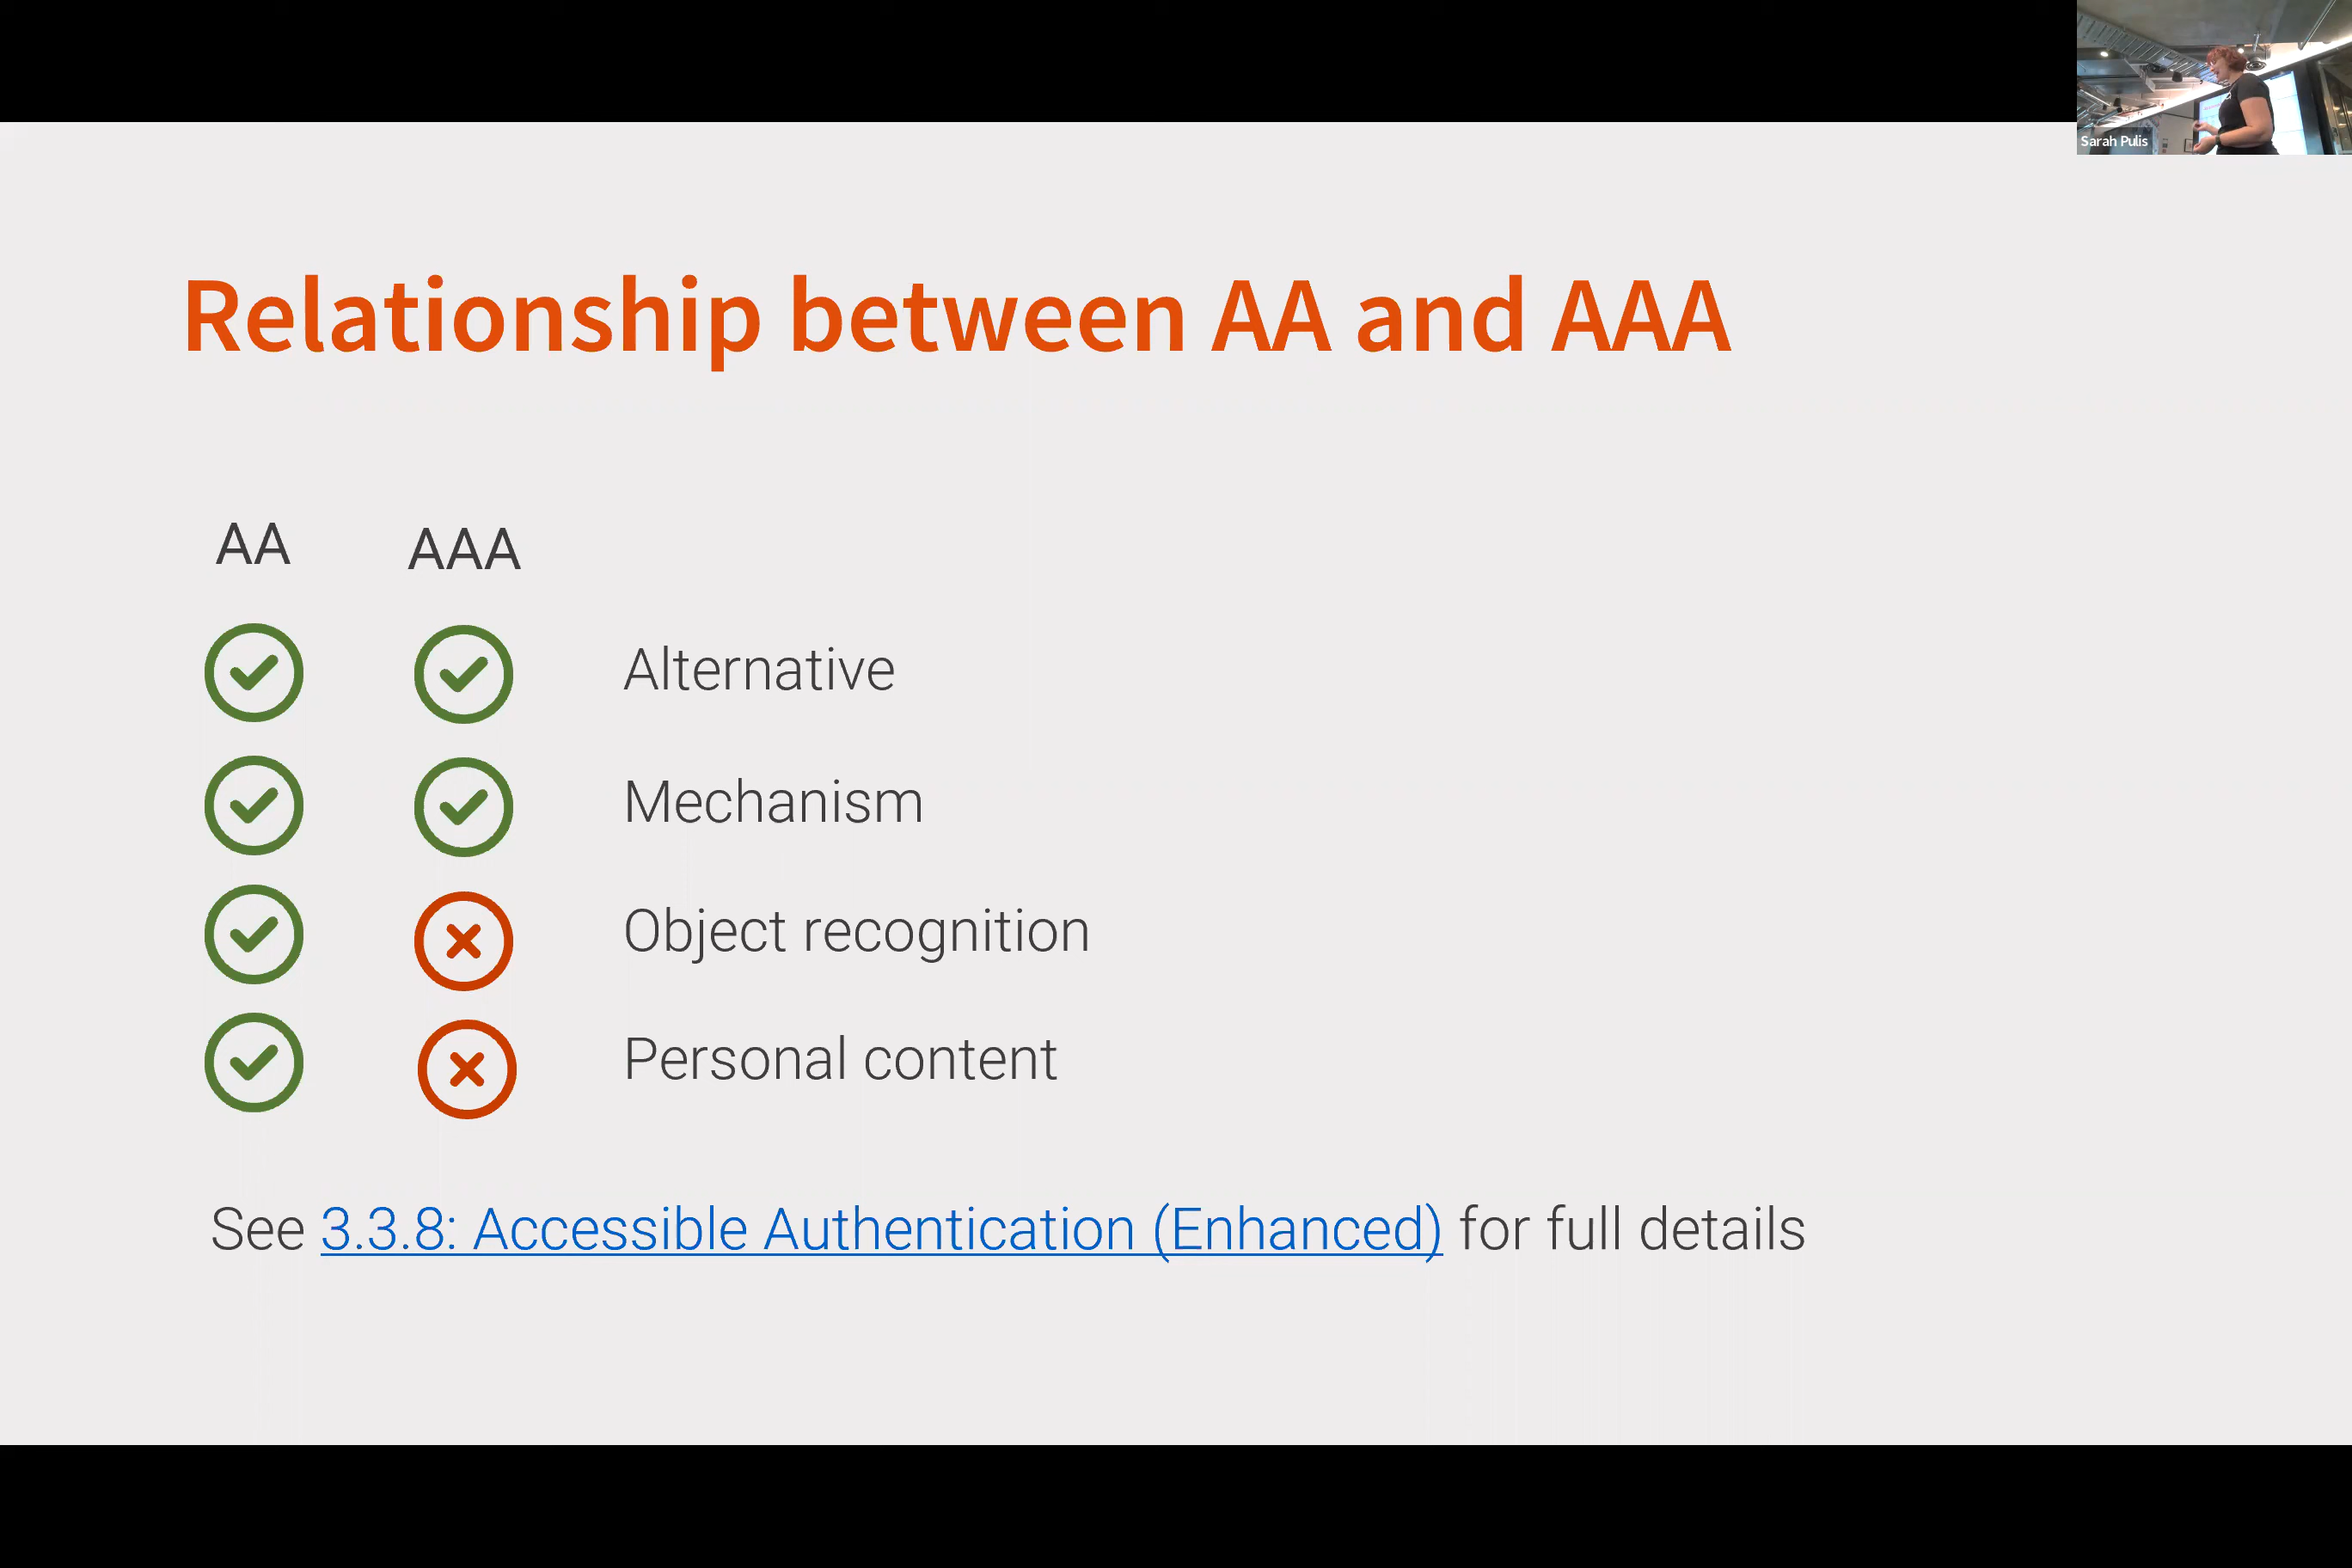 Sarah Pulis
Relationship between AA and AAA
AA AAA
Alternative
Mechanism
Object recognition
Personal content
See 3.3.8: Accessible Authentication (Enhanced) for full details